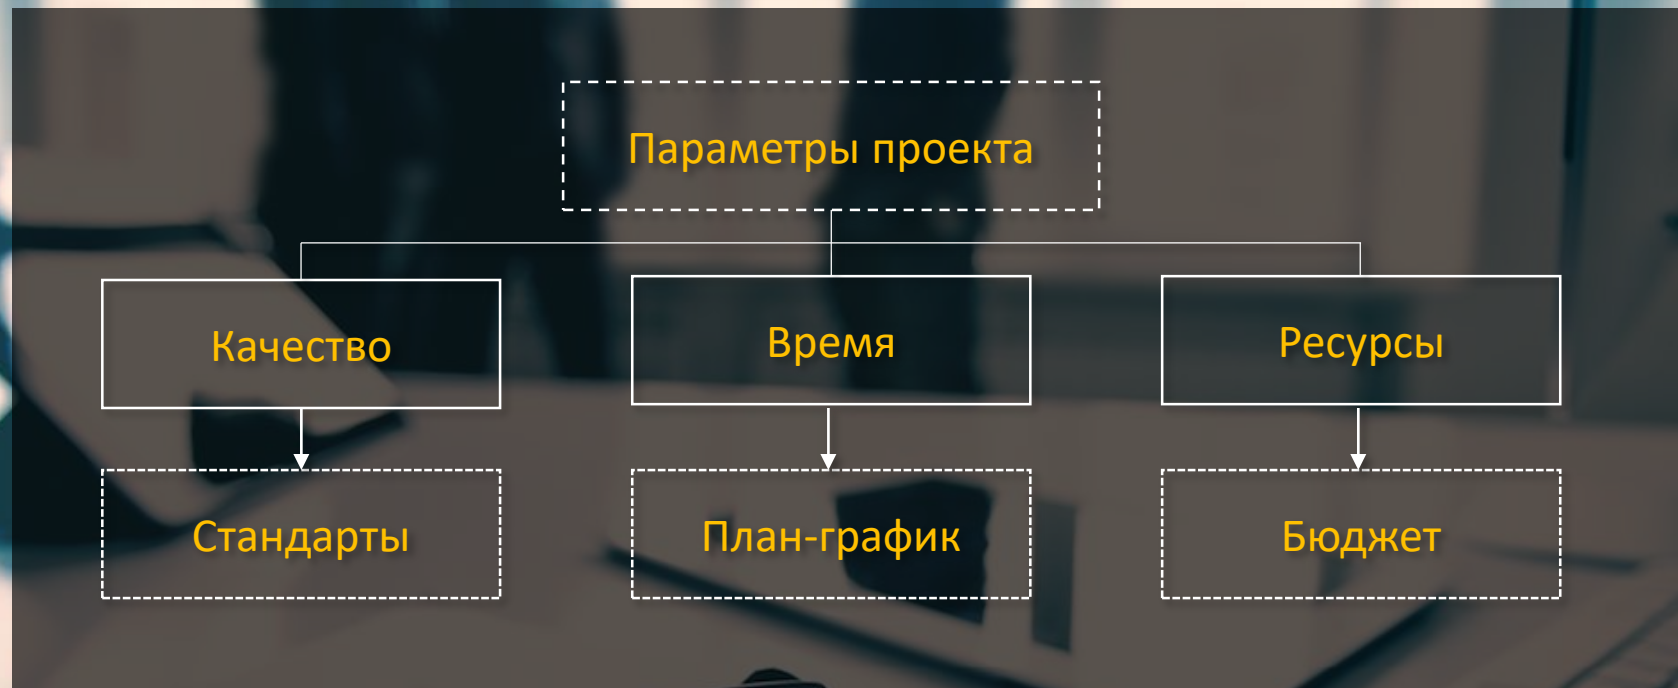 Параметры проекта
Качество
Время
Ресурсы
Стандарты
План-график
Бюджет